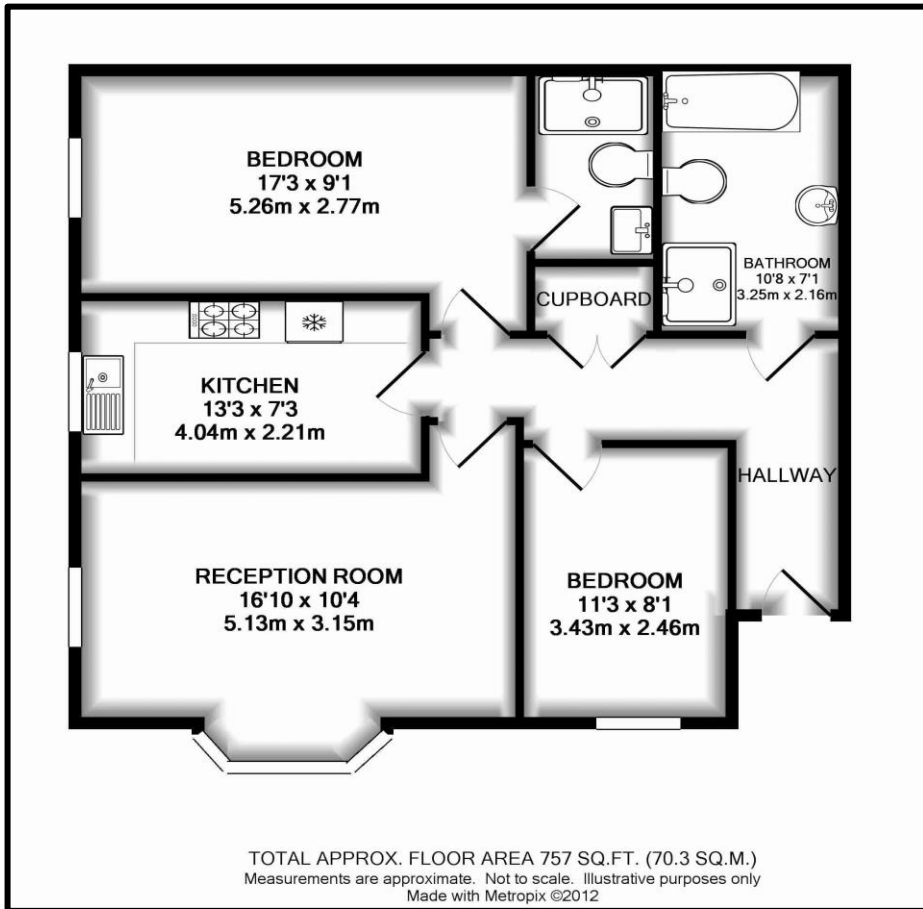 BEDROOM
17'3 x 9'1
5.26m x 2.77m
BATHROOM
10'8 x 7'1
3.25m x 2.16m
CUPBOARD
KITCHEN
13'3 x 7'3
4.04m x 2.21m
HALLWAY
RECEPTION ROOM
16'10 x 10'4
5.13m x 3.15m
BEDROOM
11'3 x 8'1
3.43m x 2.46m
TOTAL APPROX. FLOOR AREA 757 SQ.FT. (70.3 SQ.M.)
Measurements are approximate. Not to scale. Illustrative purposes only
Made with Metropix ©2012